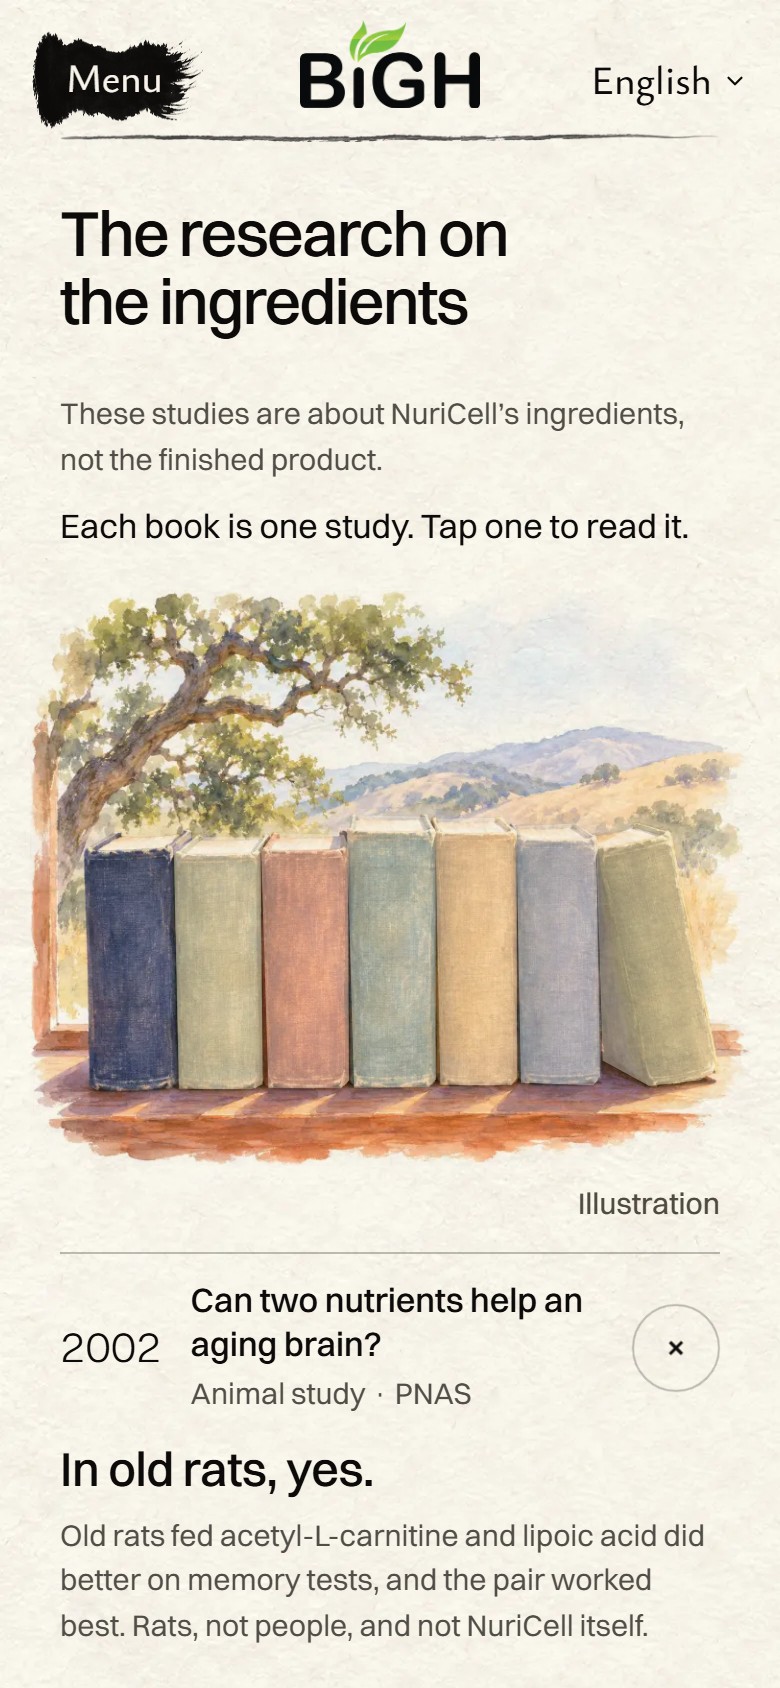 Menu
BiGH
English
The research on
the ingredients
These studies are about NuriCell’s ingredients,
not the finished product.
Each book is one study. Tap one to read it.
Illustration
2002
Can two nutrients help an
aging brain?
Animal study · PNAS
In old rats, yes.
Old rats fed acetyl-L-carnitine and lipoic acid did
better on memory tests, and the pair worked
best. Rats, not people, and not NuriCell itself.